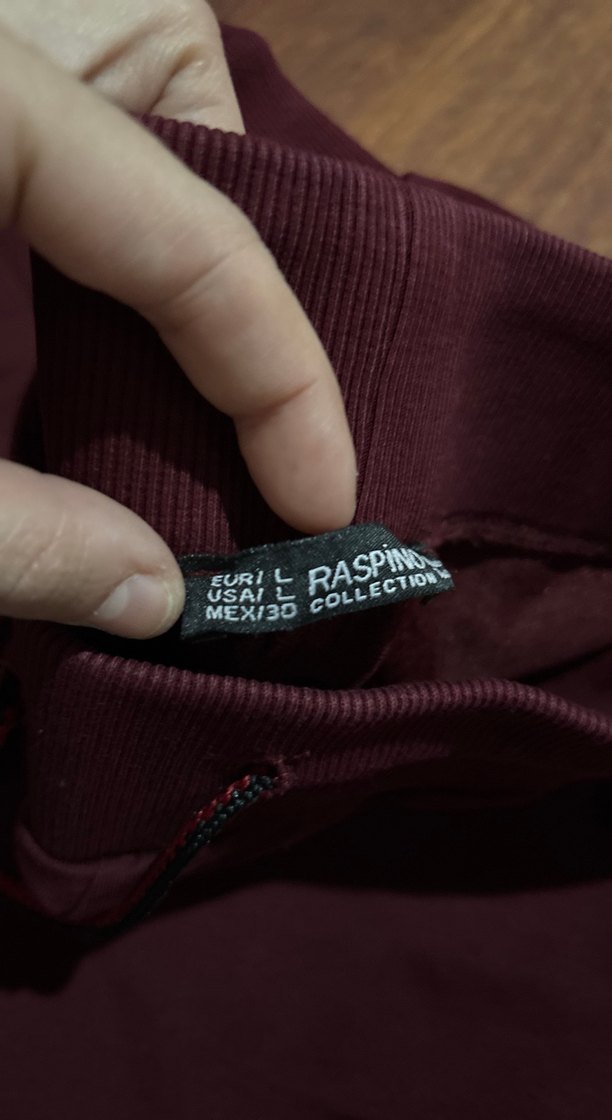 EUR/ L
USA/ L
MEX/30
RASPINO
COLLECTION